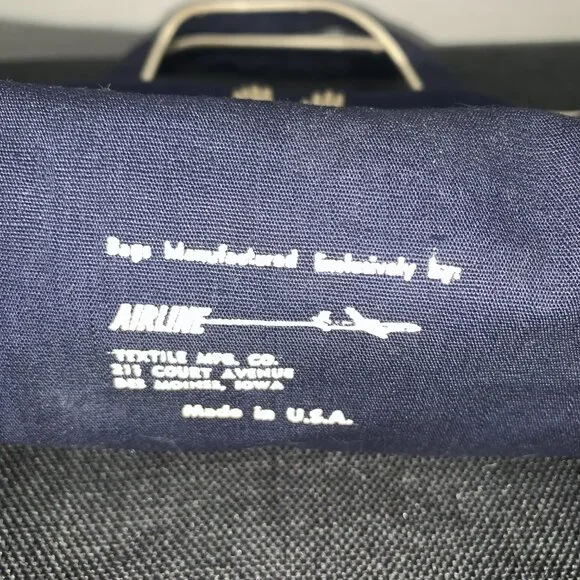 Bags Manufactured Exclusively by:
AIRLINE
TEXTILE MFG. CO.
211 COURT AVENUE
DES MOINES, IOWA
Made in U.S.A.